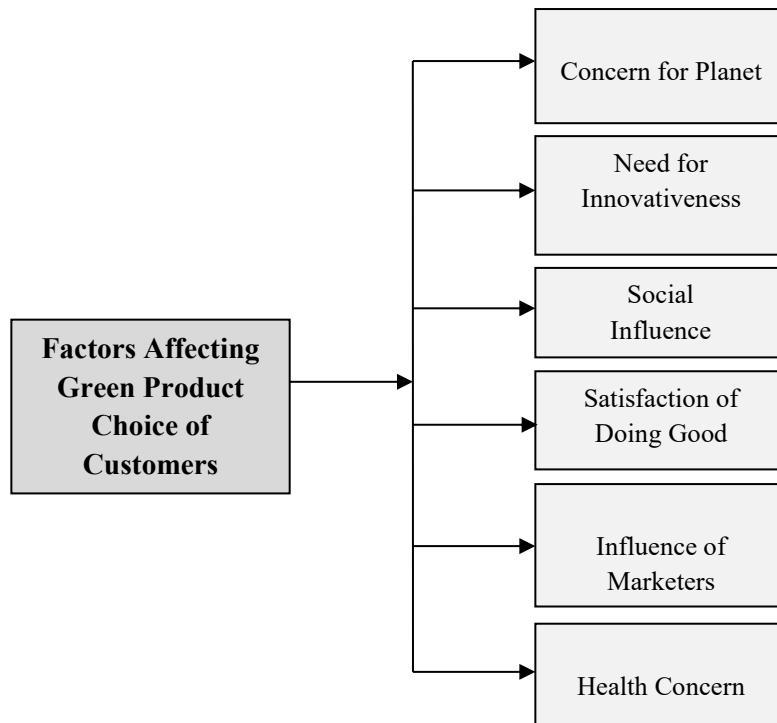 Concern for Planet
Need for
Innovativeness
Social
Influence
Factors Affecting
Green Product
Choice of
Customers
Satisfaction of
Doing Good
Influence of
Marketers
Health Concern